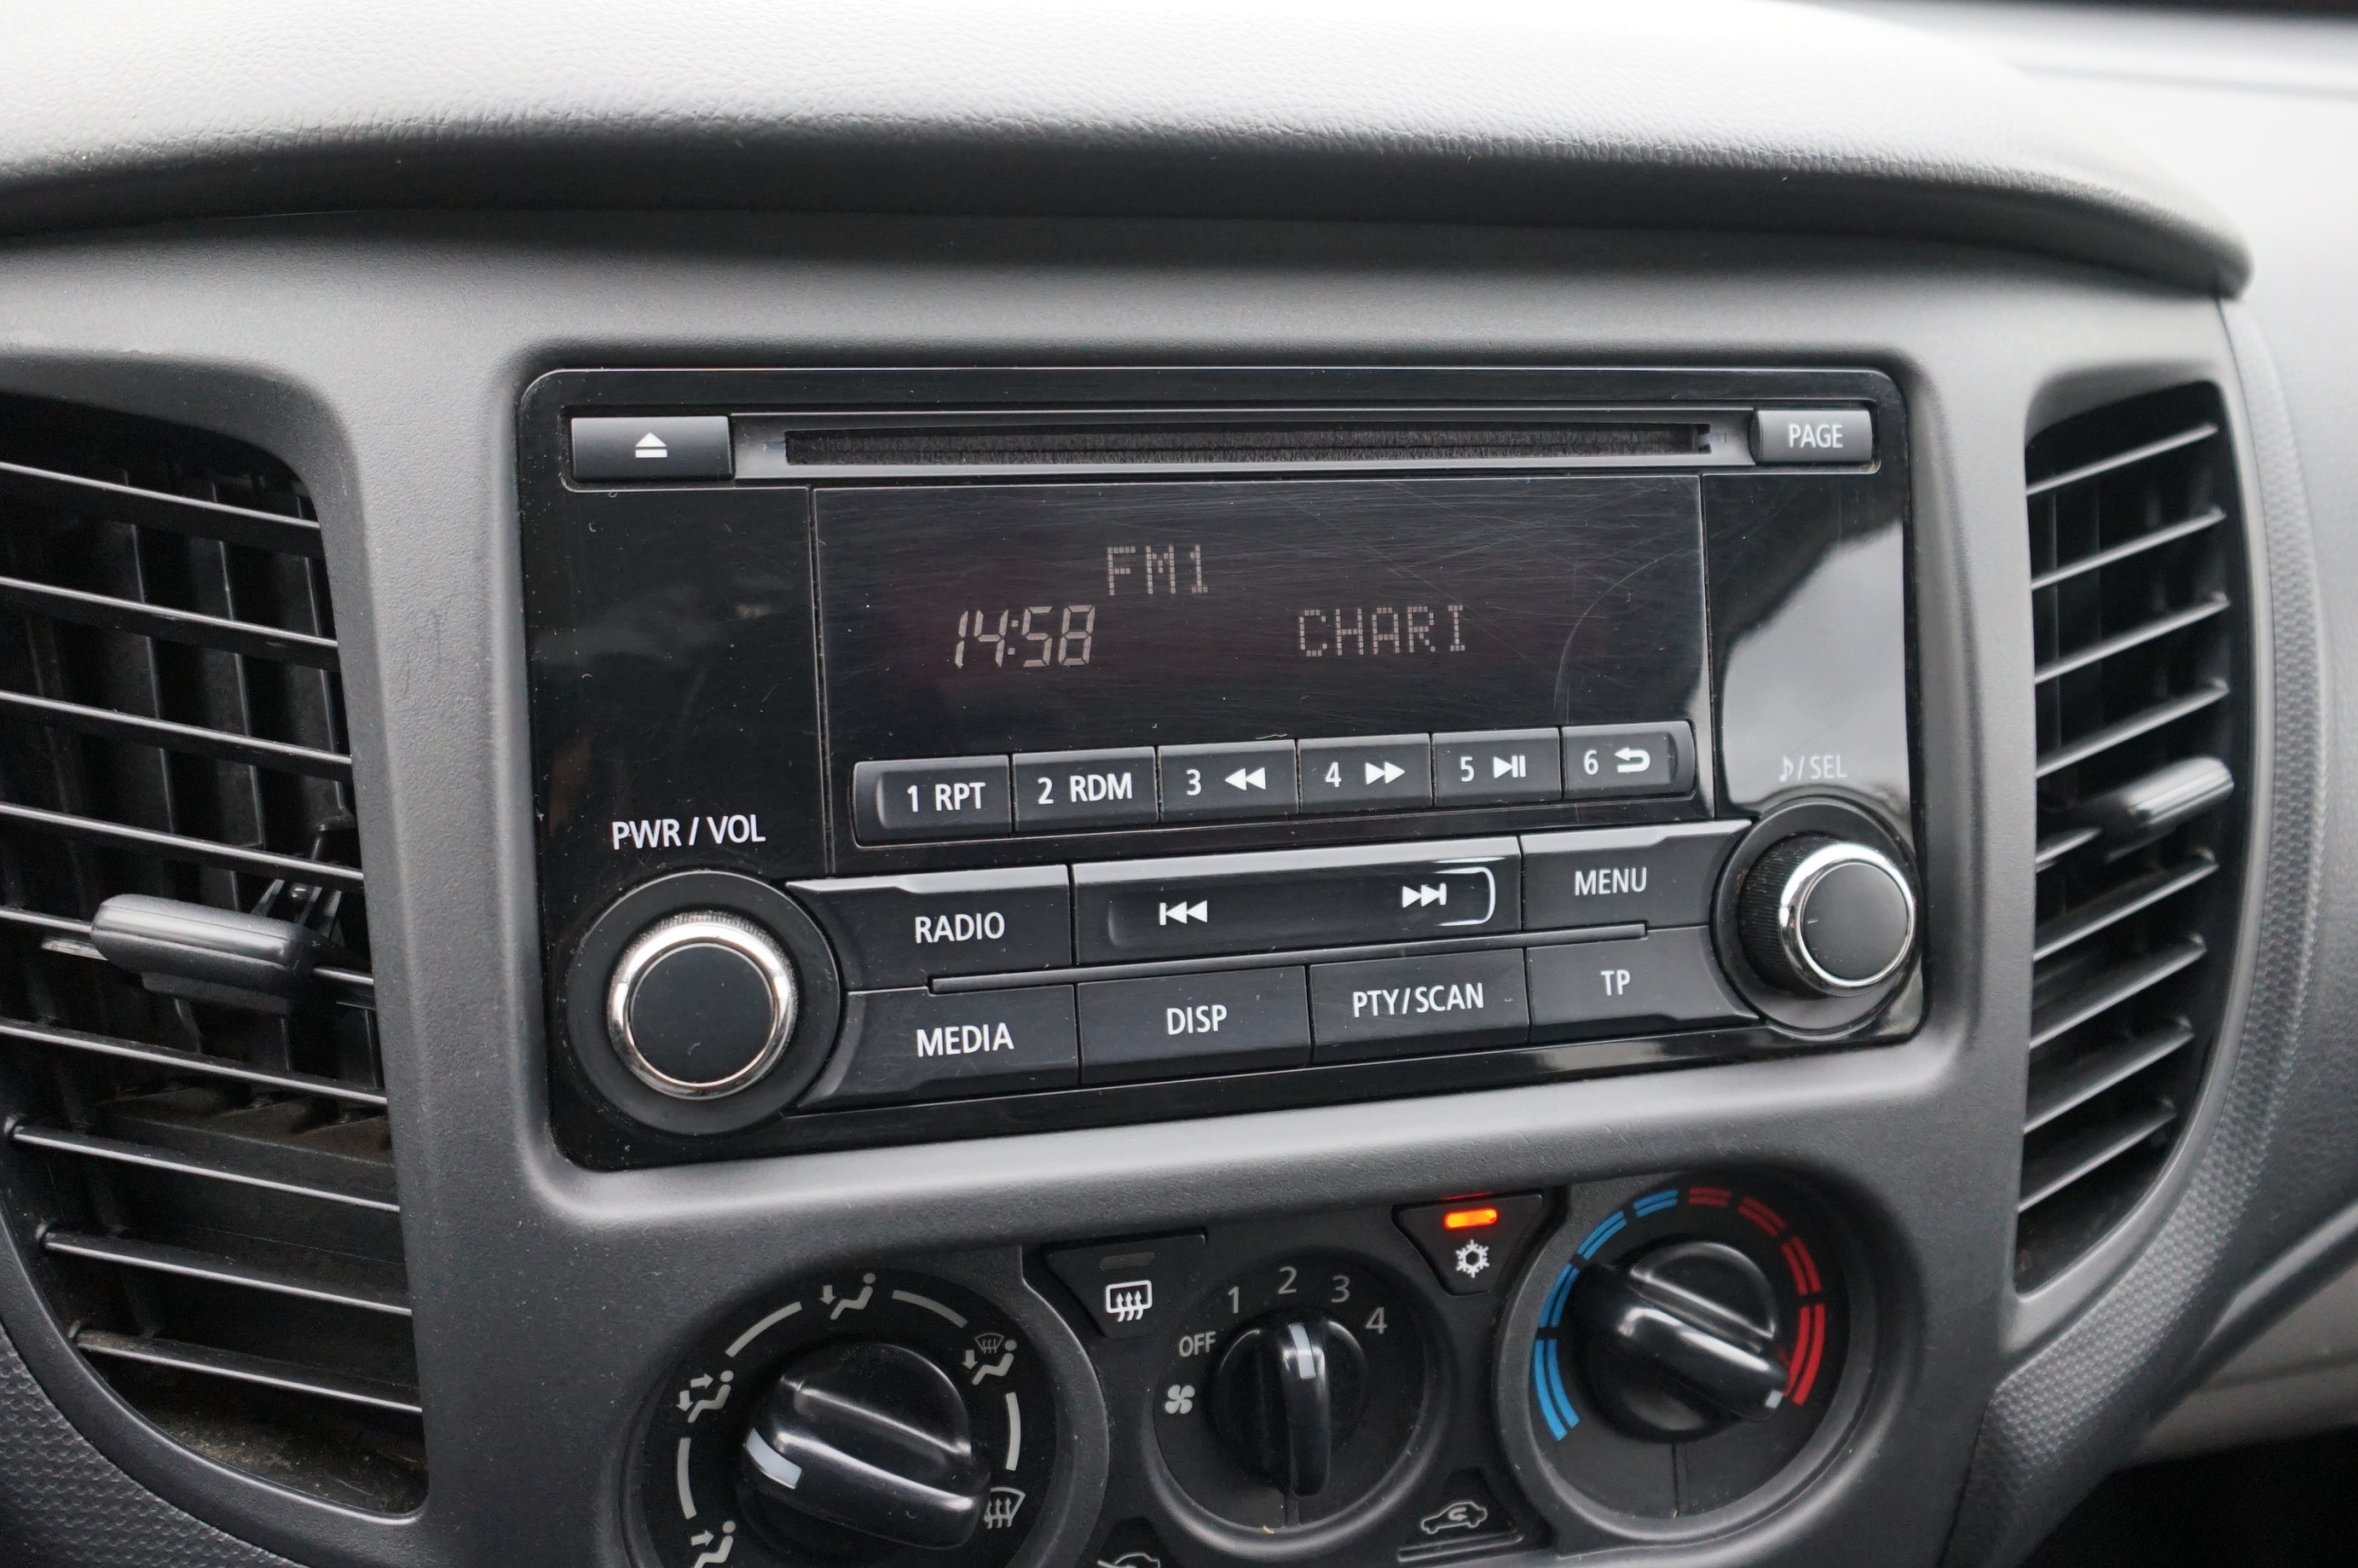 PAGE
FM1
14:58 CHARI
1 RPT 2 RDM 3 4 5 6
♪/SEL
PWR / VOL
RADIO MENU
MEDIA DISP PTY/SCAN TP
OFF 1 2 3 4